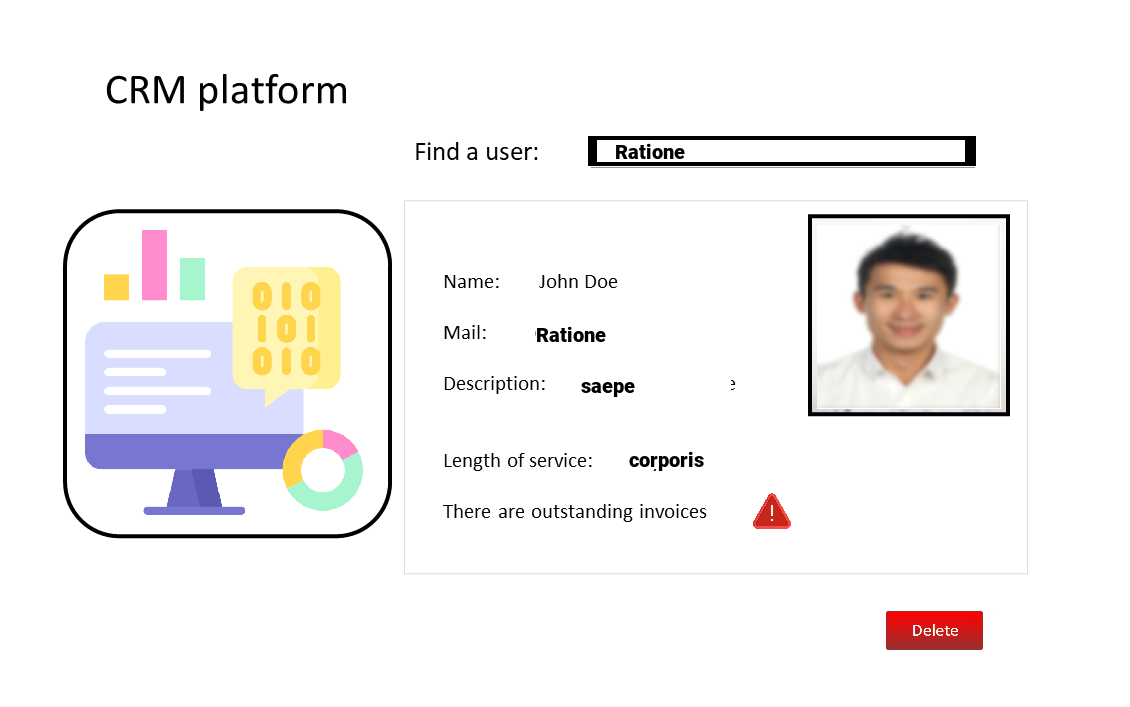 CRM platform
Find a user: Ratione
010
101
010
Name: John Doe
Mail: Ratione
Description: saepe e
Length of service: corporis
There are outstanding invoices
Delete